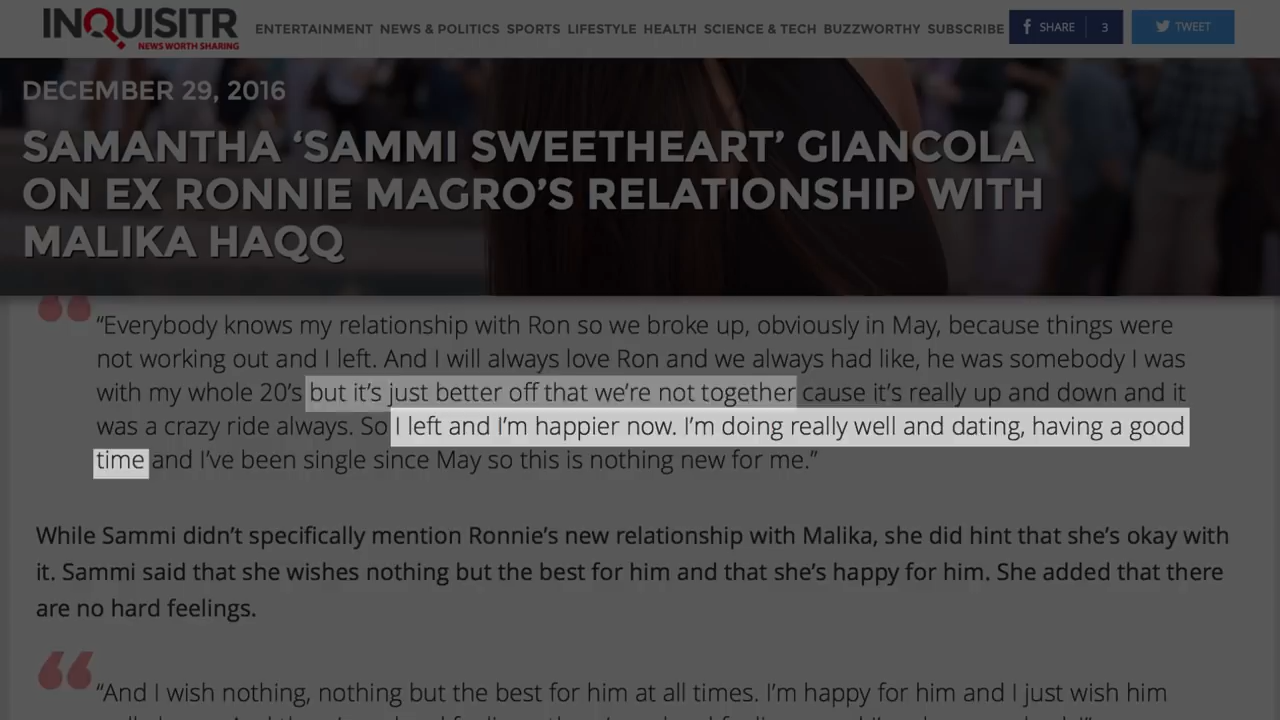 INQUISITR
NEWS WORTH SHARING
ENTERTAINMENT NEWS & POLITICS SPORTS LIFESTYLE HEALTH SCIENCE & TECH BUZZWORTHY SUBSCRIBE
SHARE 3
TWEET
DECEMBER 29, 2016
SAMANTHA ‘SAMMI SWEETHEART’ GIANCOLA
ON EX RONNIE MAGRO’S RELATIONSHIP WITH
MALIKA HAQQ
“Everybody knows my relationship with Ron so we broke up, obviously in May, because things were
not working out and I left. And I will always love Ron and we always had like, he was somebody I was
with my whole 20’s but it’s just better off that we’re not together cause it’s really up and down and it
was a crazy ride always. So I left and I’m happier now. I’m doing really well and dating, having a good
time and I’ve been single since May so this is nothing new for me.”
While Sammi didn’t specifically mention Ronnie’s new relationship with Malika, she did hint that she’s okay with
it. Sammi said that she wishes nothing but the best for him and that she’s happy for him. She added that there
are no hard feelings.
“And I wish nothing, nothing but the best for him at all times. I’m happy for him and I just wish him